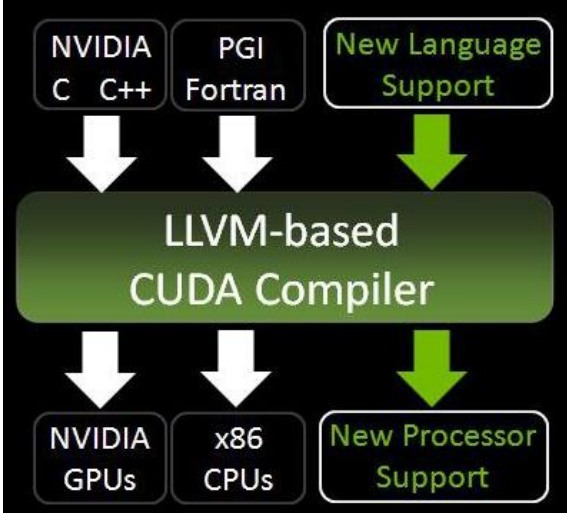 NVIDIA
C C++
PGI
Fortran
New Language
Support
LLVM-based
CUDA Compiler
NVIDIA
GPUs
x86
CPUs
New Processor
Support